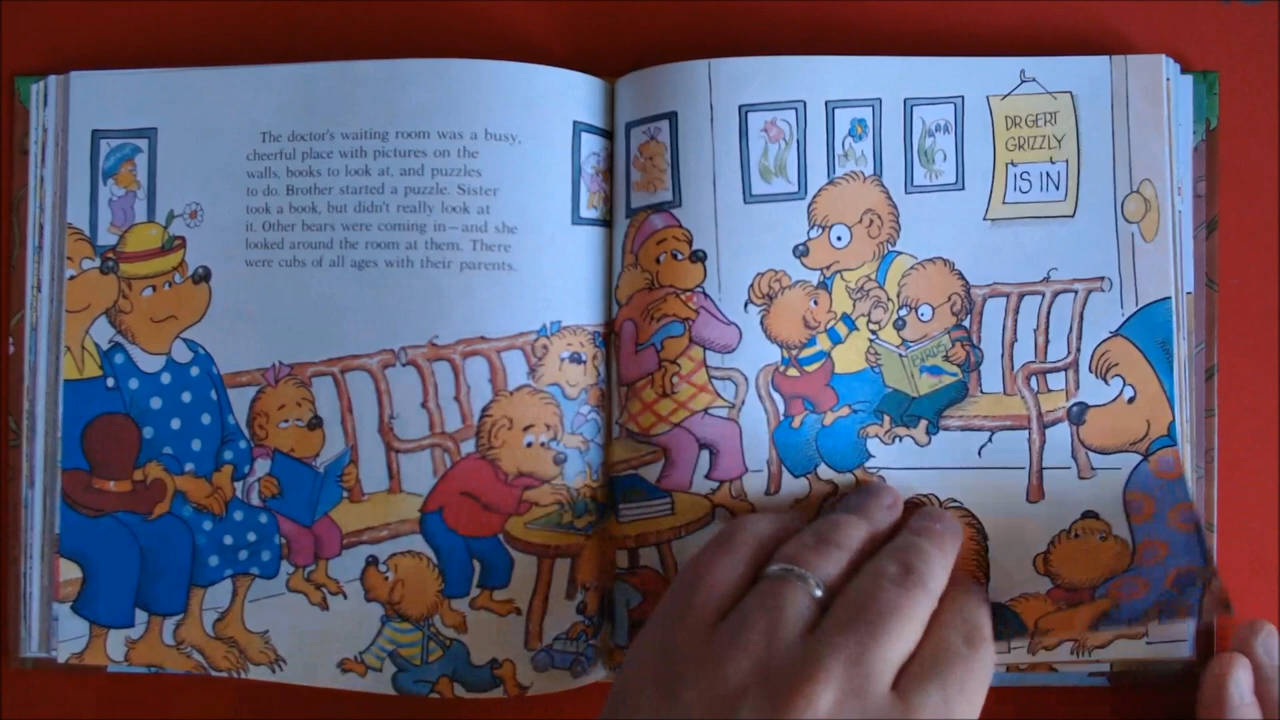 The doctor's waiting room was a busy,
cheerful place with pictures on the
walls, books to look at, and puzzles
to do. Brother started a puzzle. Sister
took a book, but didn't really look at
it. Other bears were coming in—and she
looked around the room at them. There
were cubs of all ages with their parents.
DR GERT
GRIZZLY
IS IN
BIRDS